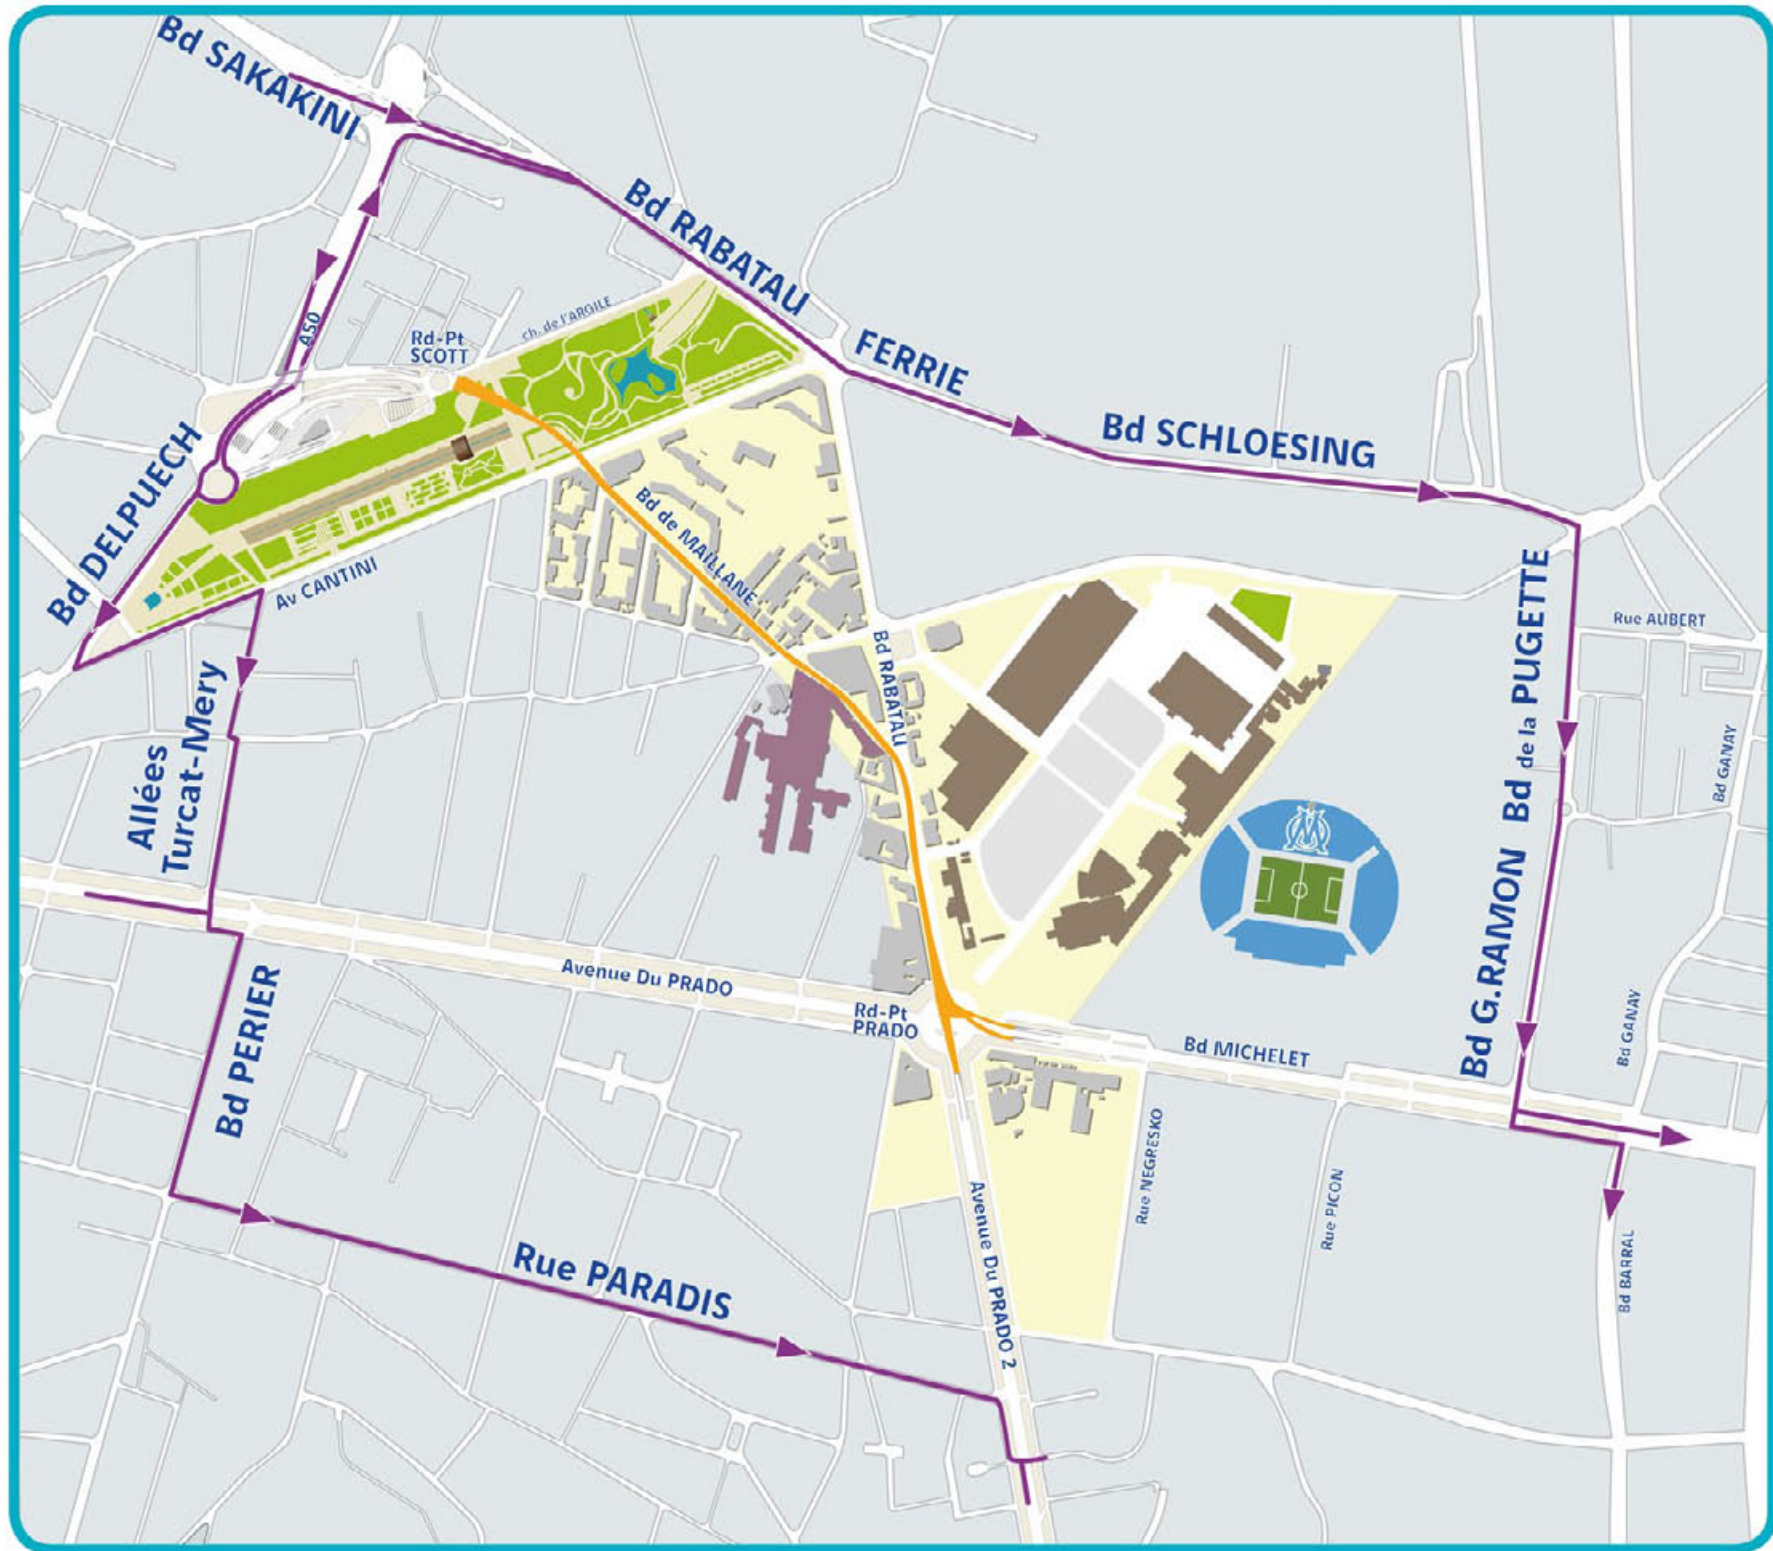 Bd SAKAKINI
Bd RABATAU
A50
ch. de l'ARGILE
Rd-Pt
SCOTT
FERRIE
Bd SCHLOESING
Bd DELPUECH
Bd de MAILLANE
Av CANTINI
Bd RABATAU
Bd de la PUGETTE
Rue AUBERT
Allées
Turcat-Mery
Bd GANAY
M
Bd G.RAMON
Avenue Du PRADO
Rd-Pt
PRADO
Bd MICHELET
Bd GANAY
Bd PERIER
Rue NEGRESKO
Rue PICON
Avenue Du PRADO 2
Bd BARRAL
Rue PARADIS